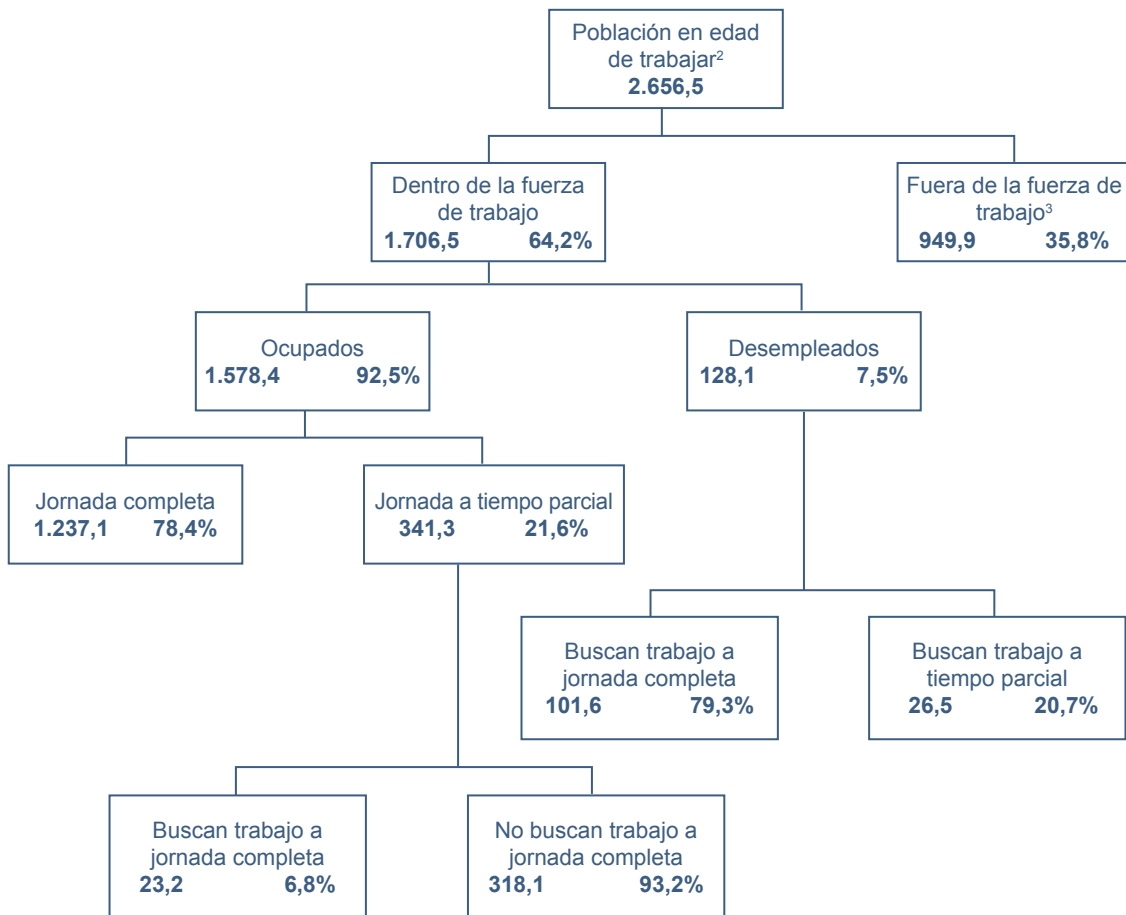 Población en edad
de trabajar²
2.656,5
Dentro de la fuerza
de trabajo
1.706,5 64,2%
Fuera de la fuerza de
trabajo³
949,9 35,8%
Ocupados
1.578,4 92,5%
Desempleados
128,1 7,5%
Jornada completa
1.237,1 78,4%
Jornada a tiempo parcial
341,3 21,6%
Buscan trabajo a
jornada completa
101,6 79,3%
Buscan trabajo a
tiempo parcial
26,5 20,7%
Buscan trabajo a
jornada completa
23,2 6,8%
No buscan trabajo a
jornada completa
318,1 93,2%